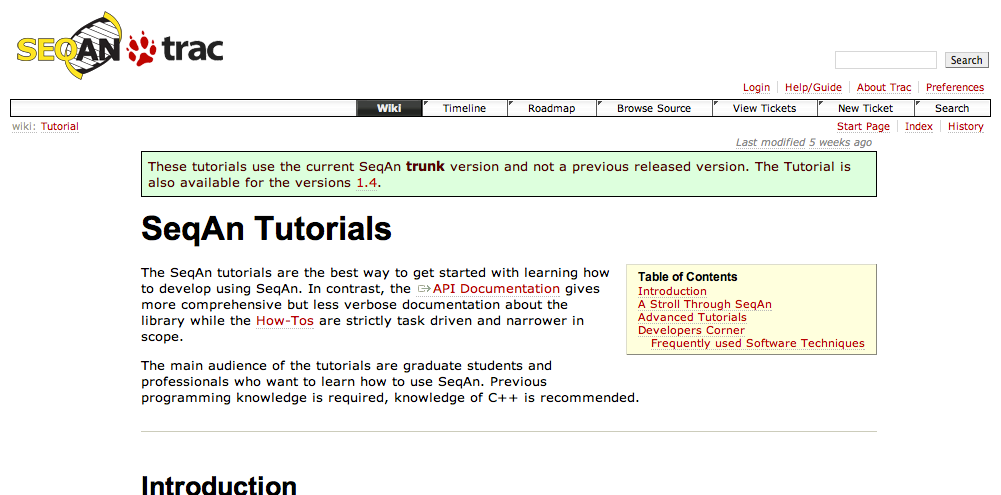 SEQAN trac
Search
Login Help/Guide About Trac Preferences
Wiki Timeline Roadmap Browse Source View Tickets New Ticket Search
wiki: Tutorial
Start Page Index History
Last modified 5 weeks ago
These tutorials use the current SeqAn trunk version and not a previous released version. The Tutorial is
also available for the versions 1.4.
SeqAn Tutorials
The SeqAn tutorials are the best way to get started with learning how
to develop using SeqAn. In contrast, the API Documentation gives
more comprehensive but less verbose documentation about the
library while the How-Tos are strictly task driven and narrower in
scope.
Table of Contents
Introduction
A Stroll Through SeqAn
Advanced Tutorials
Developers Corner
Frequently used Software Techniques
The main audience of the tutorials are graduate students and
professionals who want to learn how to use SeqAn. Previous
programming knowledge is required, knowledge of C++ is recommended.
Introduction